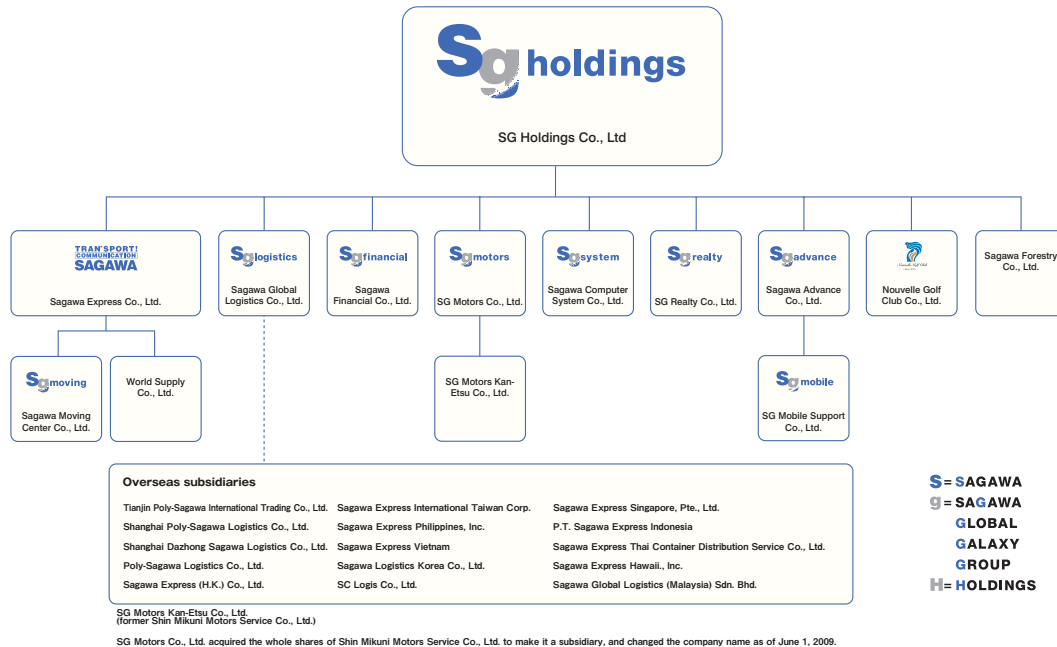 Sg holdings
SG Holdings Co., Ltd
TRANSPORT!
COMMUNICATION
SAGAWA
Sagawa Express Co., Ltd.
Sg logistics
Sagawa Global
Logistics Co., Ltd.
Sg financial
Sagawa
Financial Co., Ltd.
Sg motors
SG Motors Co., Ltd.
Sg system
Sagawa Computer
System Co., Ltd.
Sg realty
SG Realty Co., Ltd.
Sg advance
Sagawa Advance
Co., Ltd.
Nouvelle Golf Club
Nouvelle Golf
Club Co., Ltd.
Sagawa Forestry
Co., Ltd.
Sg moving
Sagawa Moving
Center Co., Ltd.
World Supply
Co., Ltd.
SG Motors Kan-
Etsu Co., Ltd.
Sg mobile
SG Mobile Support
Co., Ltd.
Overseas subsidiaries
Tianjin Poly-Sagawa International Trading Co., Ltd.
Shanghai Poly-Sagawa Logistics Co., Ltd.
Shanghai Dazhong Sagawa Logistics Co., Ltd.
Poly-Sagawa Logistics Co., Ltd.
Sagawa Express (H.K.) Co., Ltd.
Sagawa Express International Taiwan Corp.
Sagawa Express Philippines, Inc.
Sagawa Express Vietnam
Sagawa Logistics Korea Co., Ltd.
SC Logis Co., Ltd.
Sagawa Express Singapore, Pte., Ltd.
P.T. Sagawa Express Indonesia
Sagawa Express Thai Container Distribution Service Co., Ltd.
Sagawa Express Hawaii., Inc.
Sagawa Global Logistics (Malaysia) Sdn. Bhd.
S = SAGAWA
g = SAGAWA
GLOBAL
GALAXY
GROUP
H = HOLDINGS
SG Motors Kan-Etsu Co., Ltd.
(former Shin Mikuni Motors Service Co., Ltd.)
SG Motors Co., Ltd. acquired the whole shares of Shin Mikuni Motors Service Co., Ltd. to make it a subsidiary, and changed the company name as of June 1, 2009.